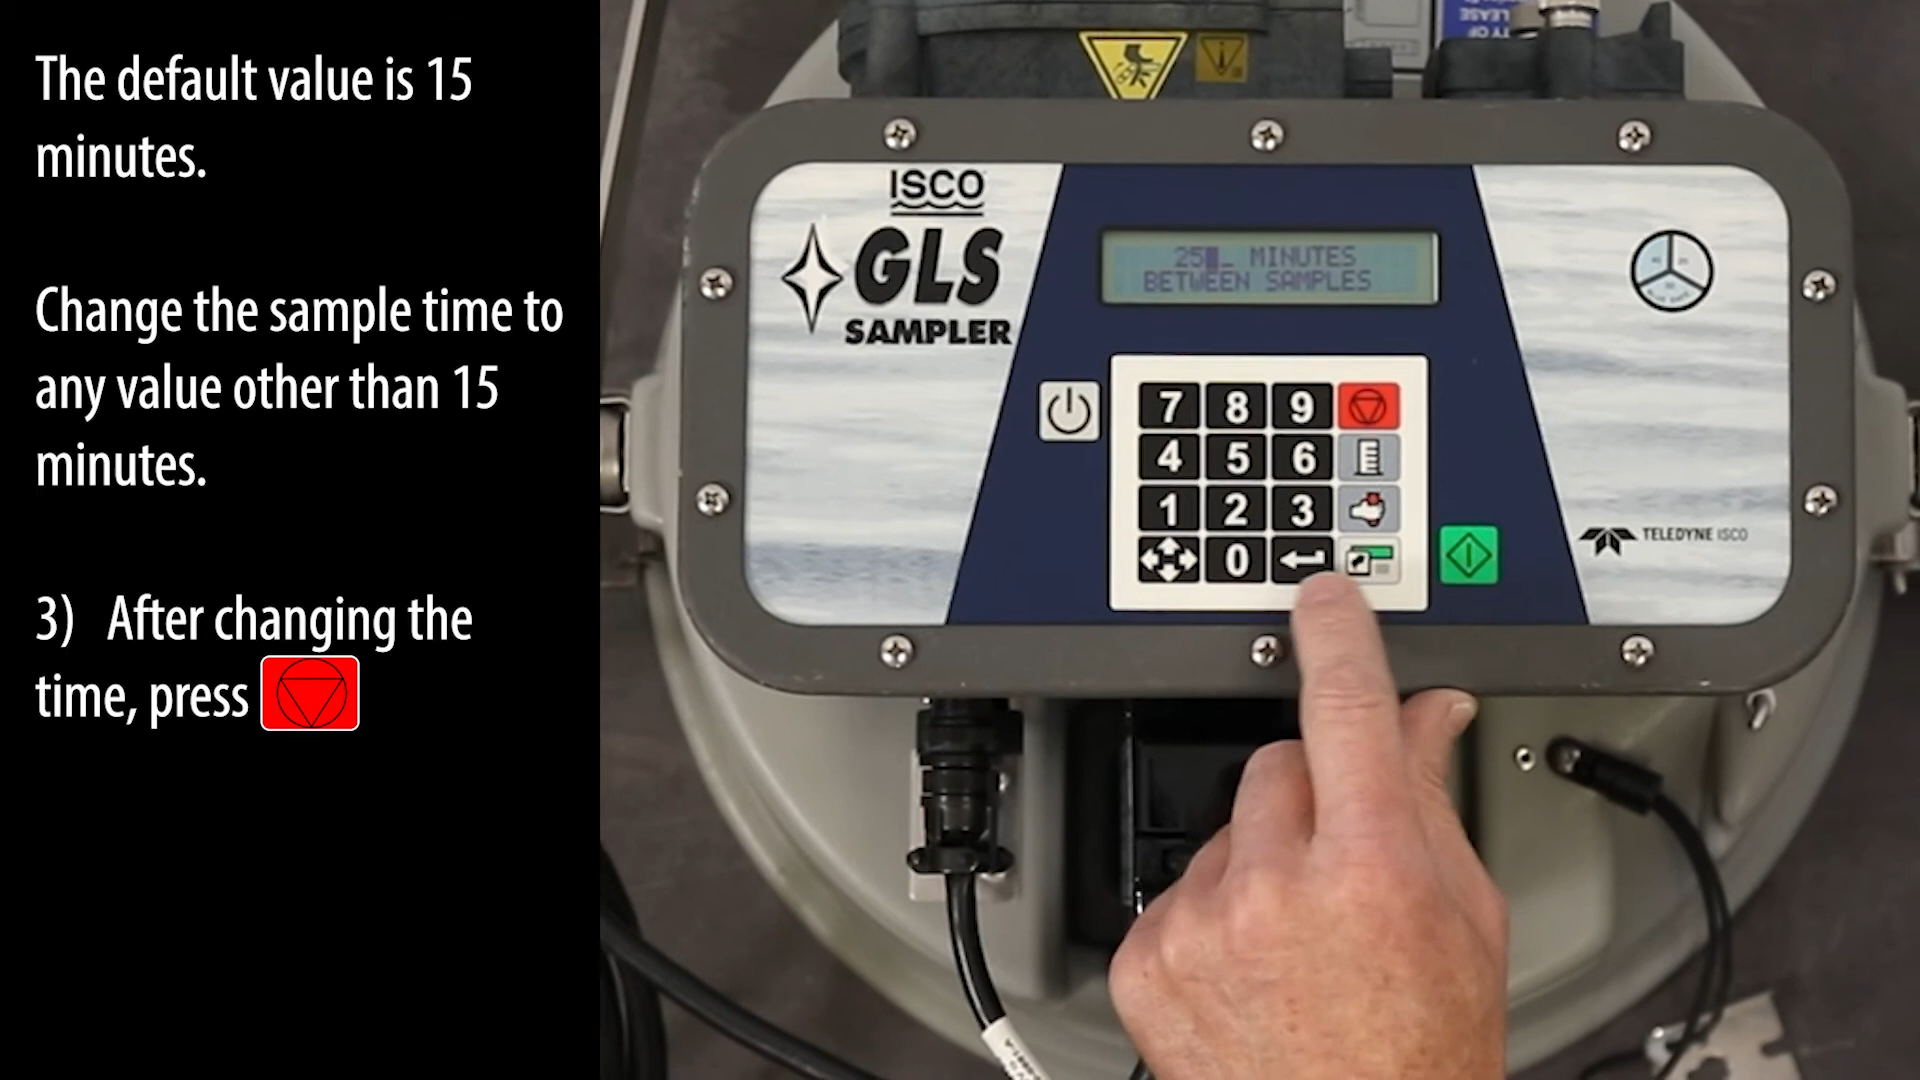 The default value is 15
minutes.
Change the sample time to
any value other than 15
minutes.
3) After changing the
time, press
ISCO
GLS
SAMPLER
25_ MINUTES
BETWEEN SAMPLES
7 8 9
4 5 6
1 2 3
0
TELEDYNE ISCO